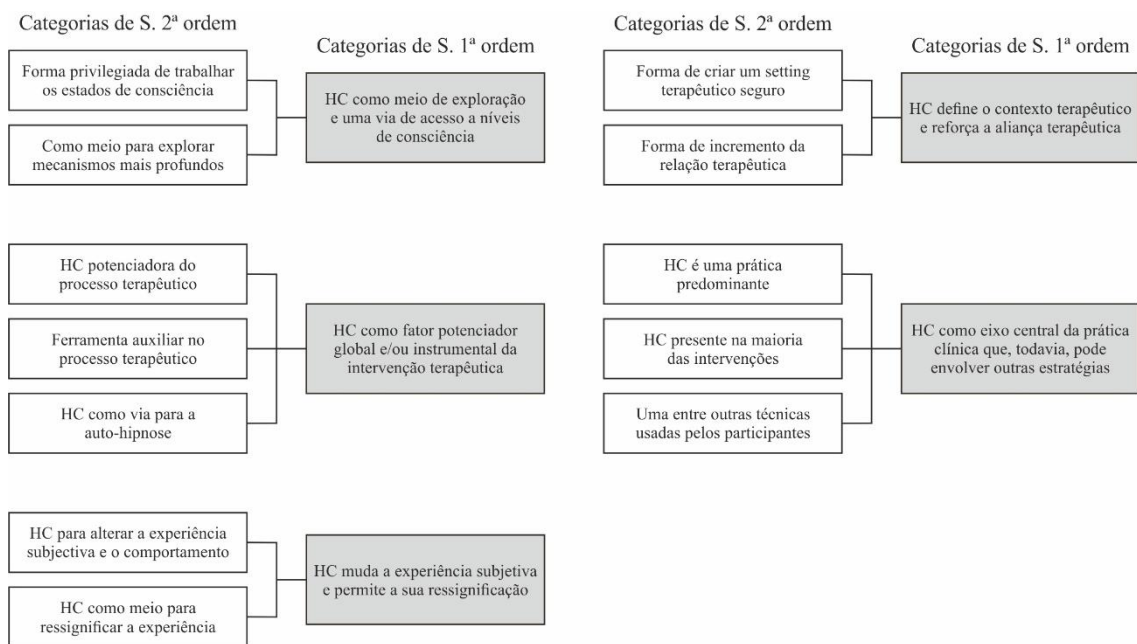 Categorias de S. 2ª ordem
Categorias de S. 1ª ordem
Forma privilegiada de trabalhar
os estados de consciência
Como meio para explorar
mecanismos mais profundos
HC como meio de exploração
e uma via de acesso a níveis
de consciência
HC potenciadora do
processo terapêutico
Ferramenta auxiliar no
processo terapêutico
HC como via para a
auto-hipnose
HC como fator potenciador
global e/ou instrumental da
intervenção terapêutica
HC para alterar a experiência
subjectiva e o comportamento
HC como meio para
ressignificar a experiência
HC muda a experiência subjetiva
e permite a sua ressignificação
Categorias de S. 2ª ordem
Categorias de S. 1ª ordem
Forma de criar um setting
terapêutico seguro
Forma de incremento da
relação terapêutica
HC define o contexto terapêutico
e reforça a aliança terapêutica
HC é uma prática
predominante
HC presente na maioria
das intervenções
Uma entre outras técnicas
usadas pelos participantes
HC como eixo central da prática
clínica que, todavia, pode
envolver outras estratégias